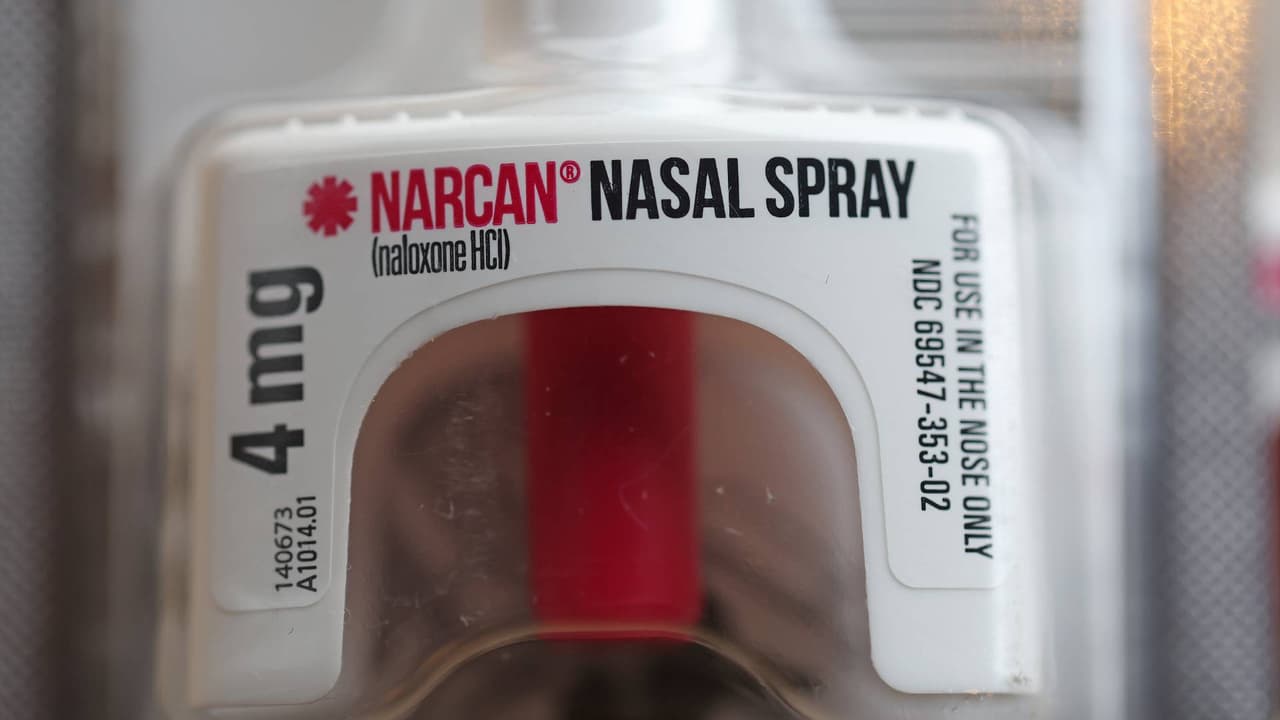 NARCAN® NASAL SPRAY
(naloxone HCl)
4 mg
140673
A1014.01
FOR USE IN THE NOSE ONLY
NDC 69547-353-02